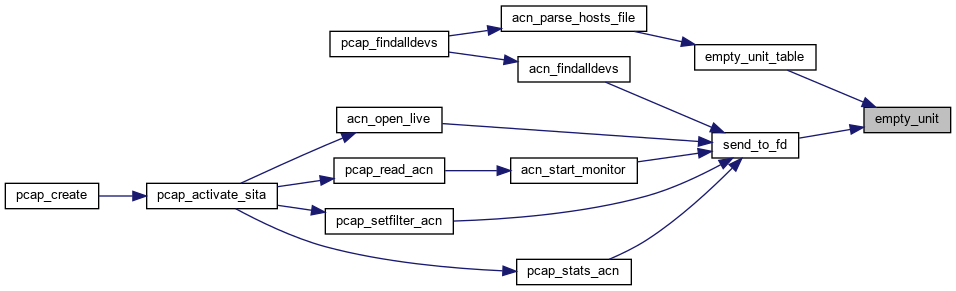 acn_parse_hosts_file
pcap_findalldevs
empty_unit_table
acn_findalldevs
acn_open_live
empty_unit
send_to_fd
pcap_read_acn
acn_start_monitor
pcap_create
pcap_activate_sita
pcap_setfilter_acn
pcap_stats_acn